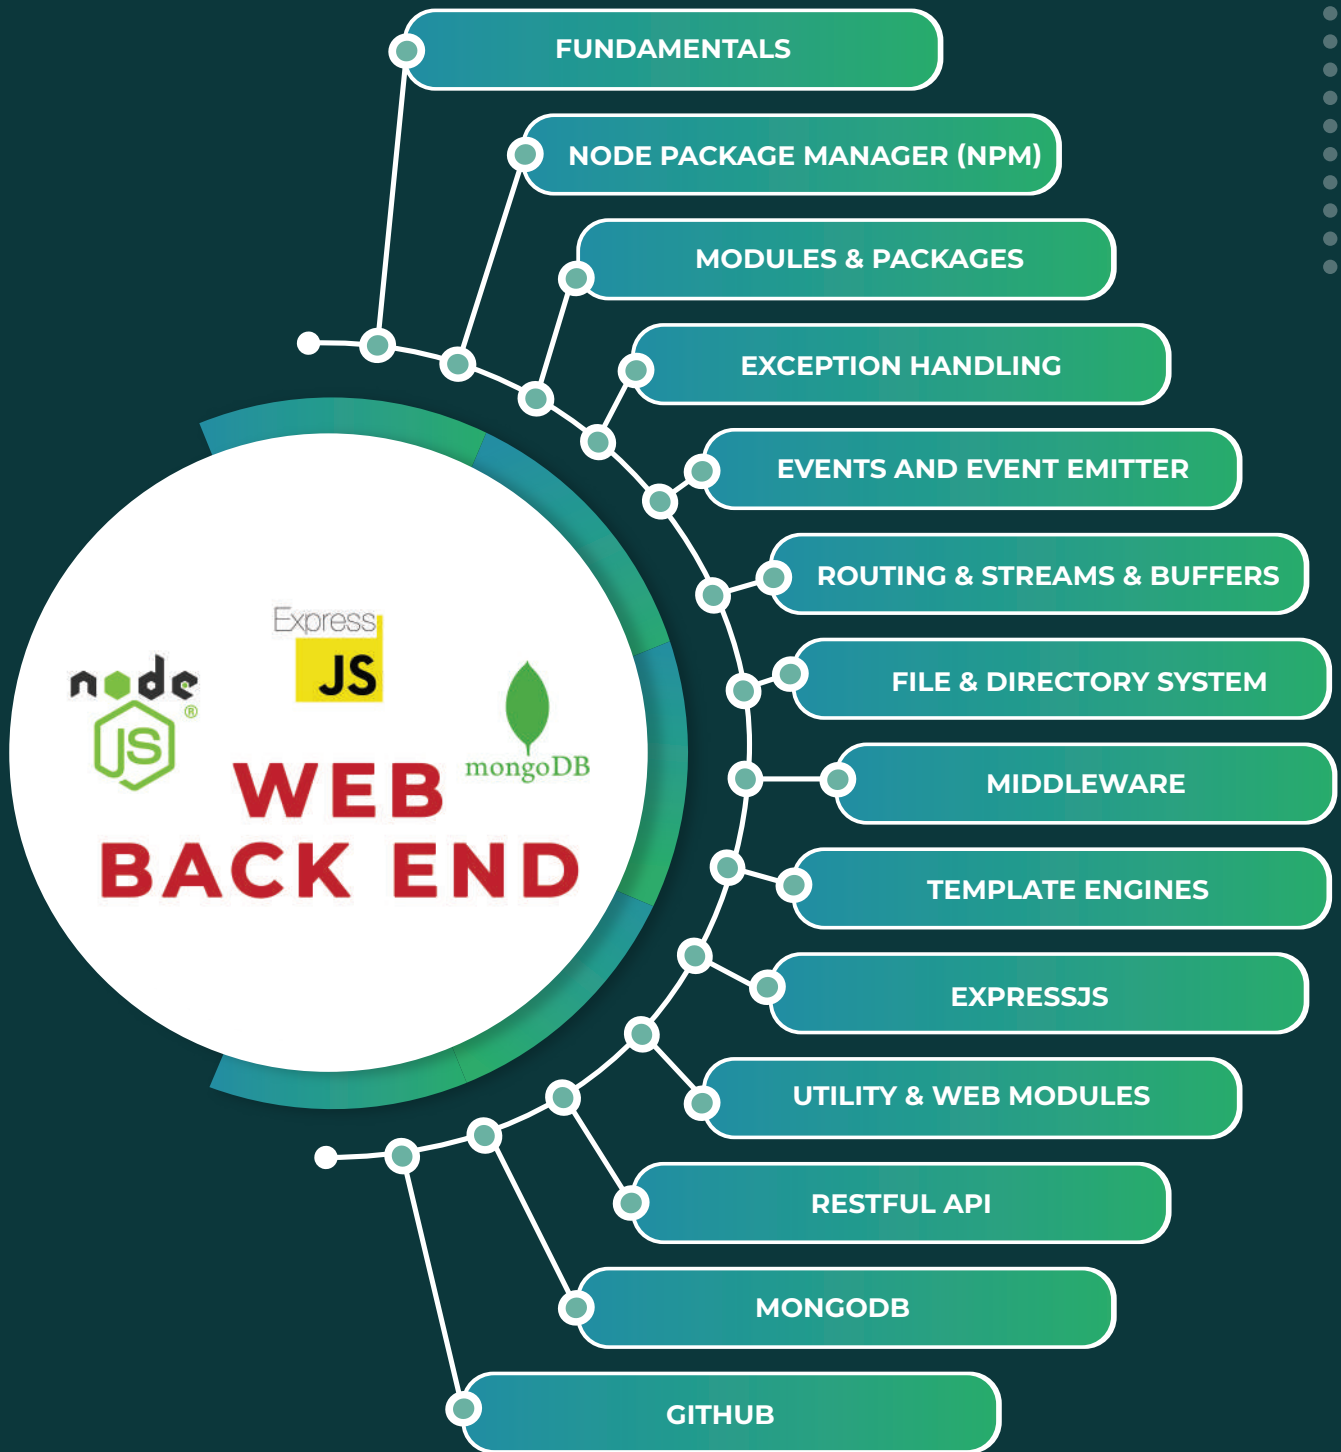 FUNDAMENTALS
NODE PACKAGE MANAGER (NPM)
MODULES & PACKAGES
EXCEPTION HANDLING
EVENTS AND EVENT EMITTER
ROUTING & STREAMS & BUFFERS
FILE & DIRECTORY SYSTEM
MIDDLEWARE
TEMPLATE ENGINES
EXPRESSJS
UTILITY & WEB MODULES
RESTFUL API
MONGODB
GITHUB
Express
JS
node
JS®
mongoDB
WEB
BACK END